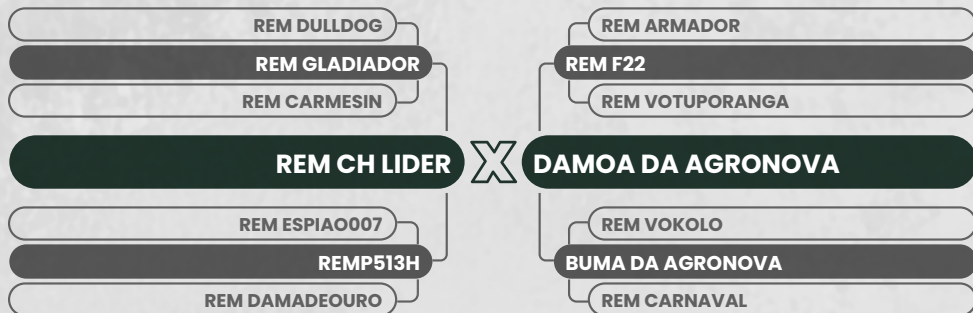 REM DULLDOG
REM GLADIADOR
REM CARMESIN
REM CH LIDER
REM ESPIAO007
REMP513H
REM DAMADEOURO
X
REM ARMADOR
REM F22
REM VOTUPORANGA
DAMOA DA AGRONOVA
REM VOKOLO
BUMA DA AGRONOVA
REM CARNAVAL